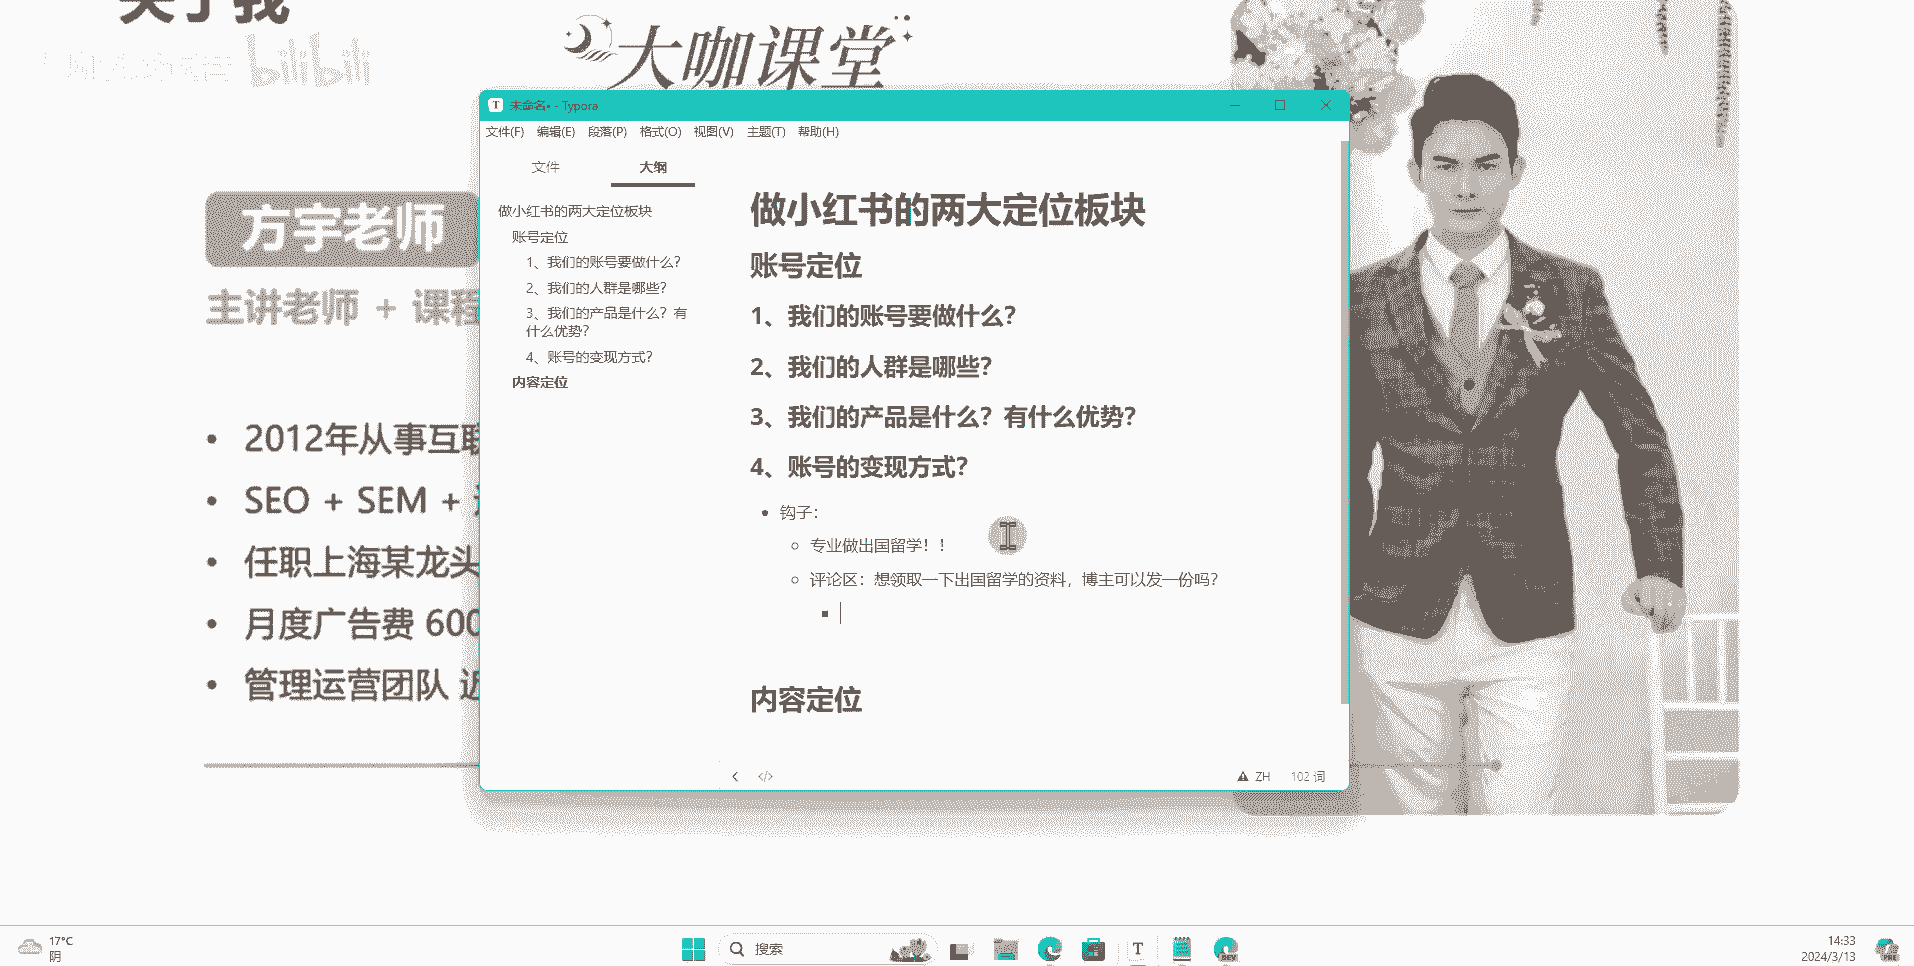 关于我
bilibili
大咖课堂
方宇老师
主讲老师 + 课程
2012年从事互联
SEO + SEM +
任职上海某龙头
月度广告费 600
管理运营团队 近
未命名• - Typora
文件(F) 编辑(E) 段落(P) 格式(O) 视图(V) 主题(T) 帮助(H)
文件 大纲
做小红书的两大定位板块
账号定位
1、我们的账号要做什么?
2、我们的人群是哪些?
3、我们的产品是什么?有
什么优势?
4、账号的变现方式?
内容定位
做小红书的两大定位板块
账号定位
1、我们的账号要做什么?
2、我们的人群是哪些?
3、我们的产品是什么?有什么优势?
4、账号的变现方式?
钩子:
专业做出国留学!!
评论区:想领取一下出国留学的资料,博主可以发一份吗?
内容定位
ZH 102 词
17°C
阴
搜索
DEV
14:33
2024/3/13
PRE